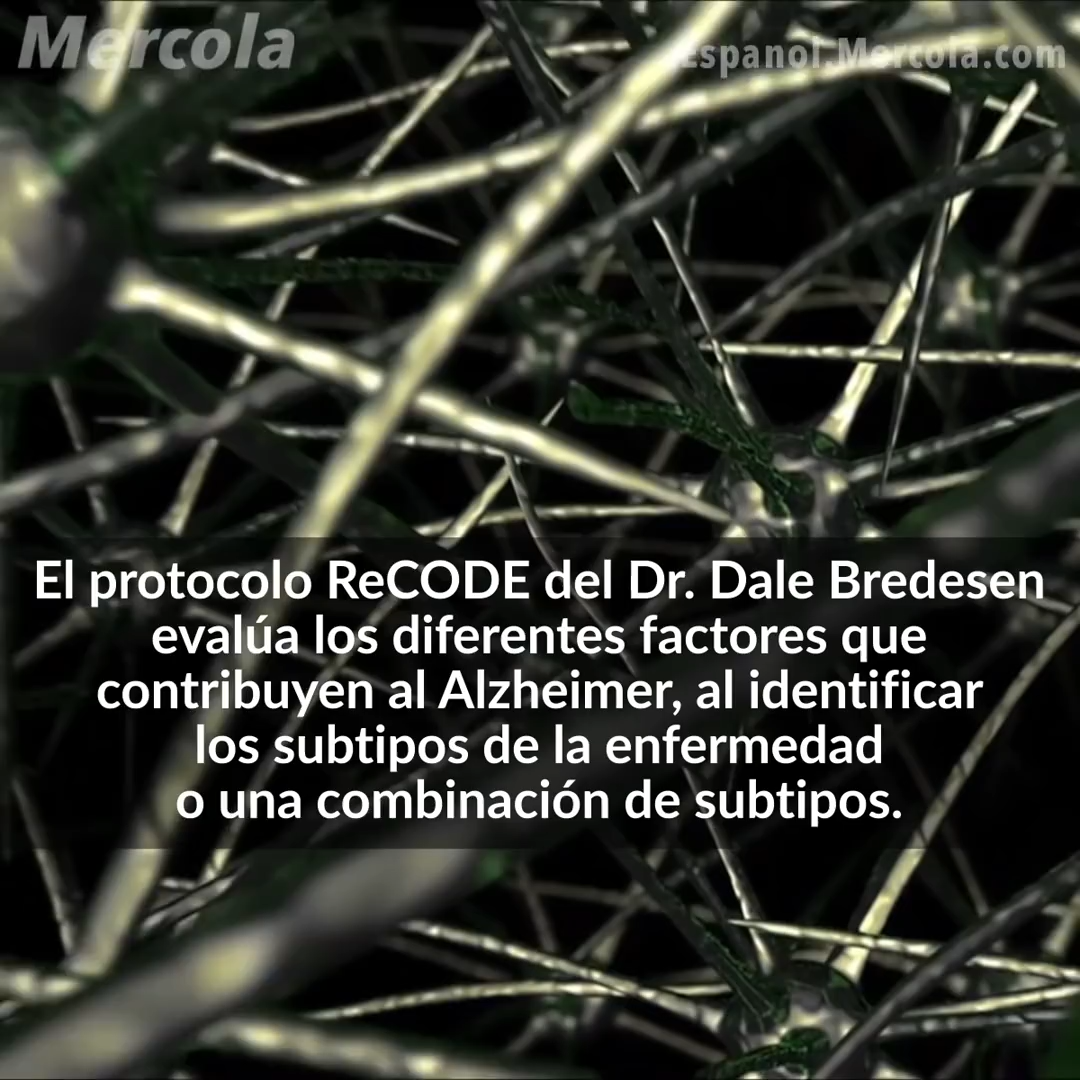 Mercola
Espanol.Mercola.com
El protocolo ReCODE del Dr. Dale Bredesen
evalúa los diferentes factores que
contribuyen al Alzheimer, al identificar
los subtipos de la enfermedad
o una combinación de subtipos.